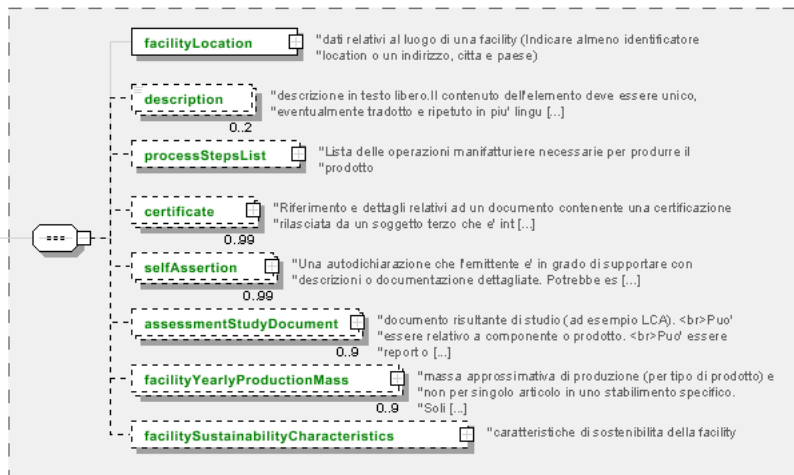 facilityLocation
"dati relativi al luogo di una facility (Indicare almeno identificatore
"location o un indirizzo, citta e paese)
description
"descrizione in testo libero.Il contenuto dell'elemento deve essere unico,
"eventualmente tradotto e ripetuto in piu' lingu [...]
0..2
processStepsList
"Lista delle operazioni manifatturiere necessarie per produrre il
"prodotto
certificate
"Riferimento e dettagli relativi ad un documento contenente una certificazione
"rilasciata da un soggetto terzo che e' int [...]
0..99
selfAssertion
"Una autodichiarazione che l'emittente e' in grado di supportare con
"descrizioni o documentazione dettagliate. Potrebbe es [...]
0..99
assessmentStudyDocument
"documento risultante di studio (ad esempio LCA). <br>Puo'
"essere relativo a componente o prodotto. <br>Puo' essere
"report o [...]
0..9
facilityYearlyProductionMass
"massa approssimativa di produzione (per tipo di prodotto) e
"non per singolo articolo in uno stabilimento specifico.
"Soli [...]
0..9
facilitySustainabilityCharacteristics
"caratteristiche di sostenibilita della facility